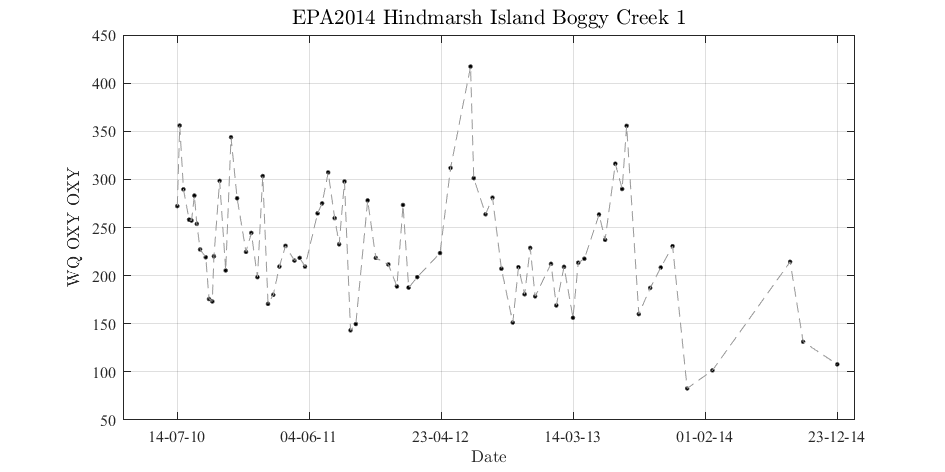 EPA2014 Hindmarsh Island Boggy Creek 1
450
400
350
300
250
200
150
100
50
WQ OXY OXY
14-07-10 04-06-11 23-04-12 14-03-13 01-02-14 23-12-14
Date